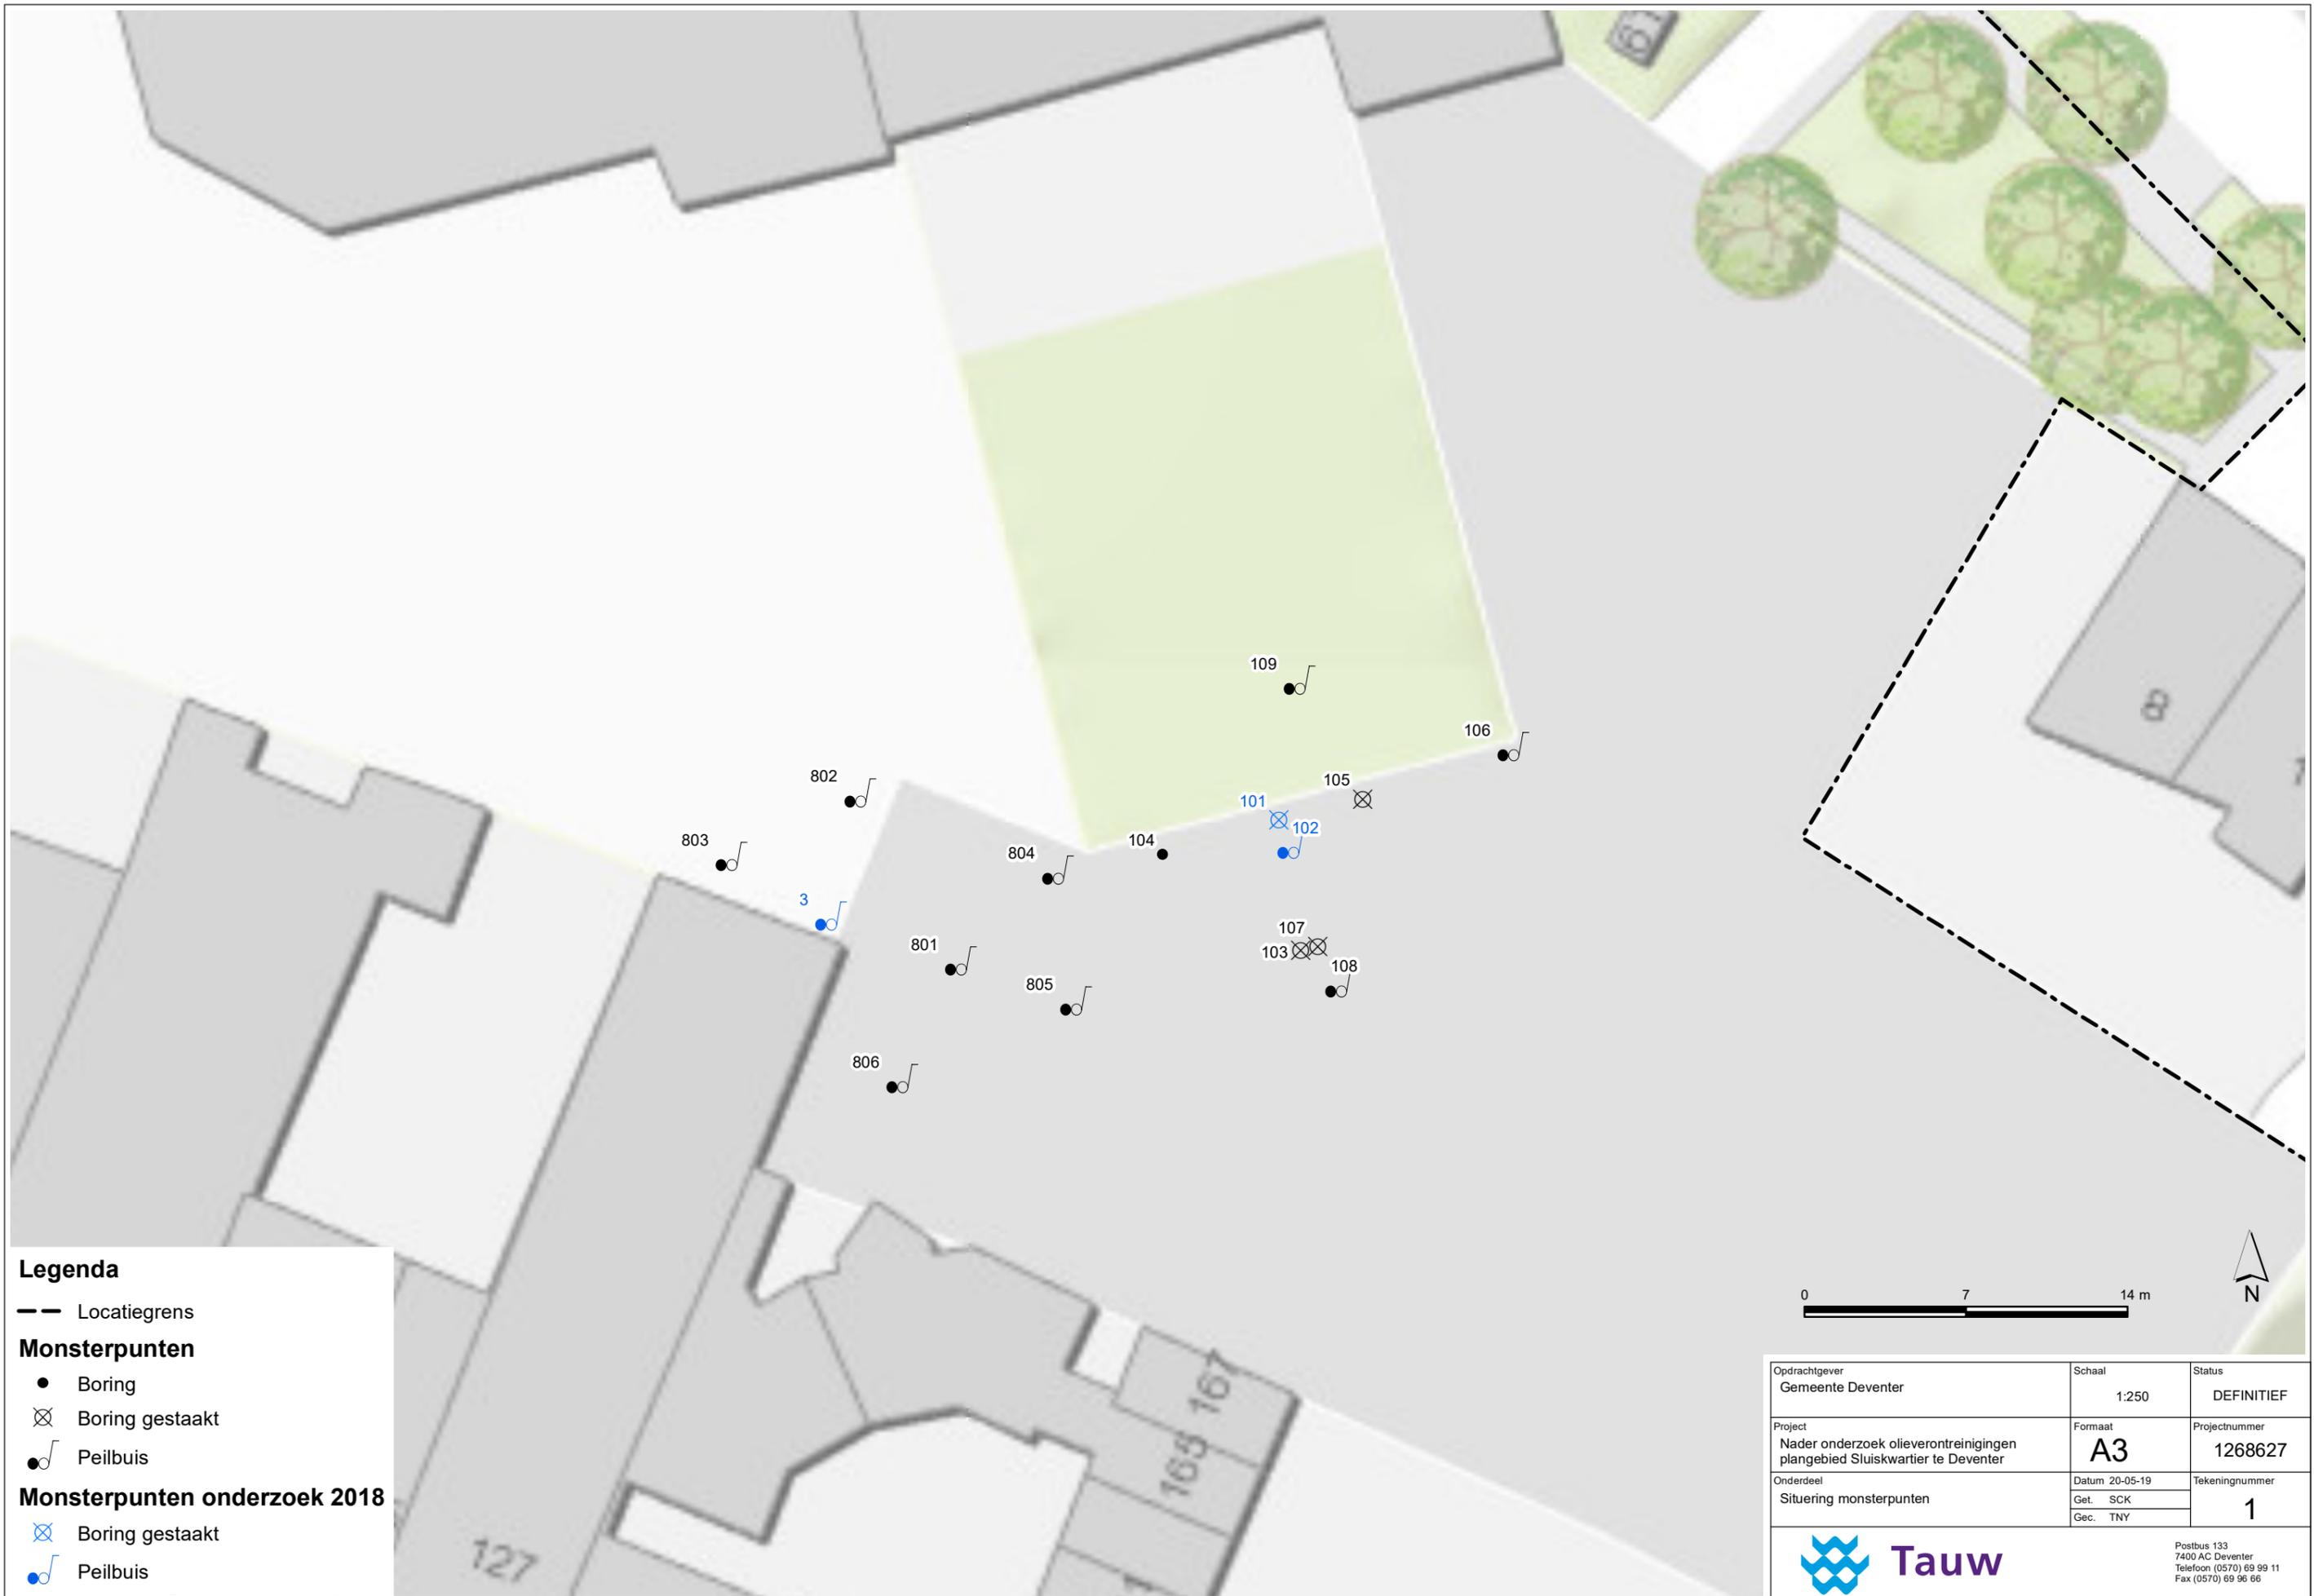 109
106
105
802
101
102
104
803
804
3
107
801
103
108
805
806
8
127
167
165
0 7 14 m
N
Legenda
Locatiegrens
Monsterpunten
Boring
Boring gestaakt
Peilbuis
Monsterpunten onderzoek 2018
Boring gestaakt
Peilbuis
Opdrachtgever
Gemeente Deventer
Schaal
1:250
Status
DEFINITIEF
Project
Nader onderzoek olieverontreinigingen
plangebied Sluiskwartier te Deventer
Formaat
A3
Projectnummer
1268627
Onderdeel
Situering monsterpunten
Datum 20-05-19
Get. SCK
Gec. TNY
Tekeningnummer
1
Tauw
Postbus 133
7400 AC Deventer
Telefoon (0570) 69 99 11
Fax (0570) 69 96 66